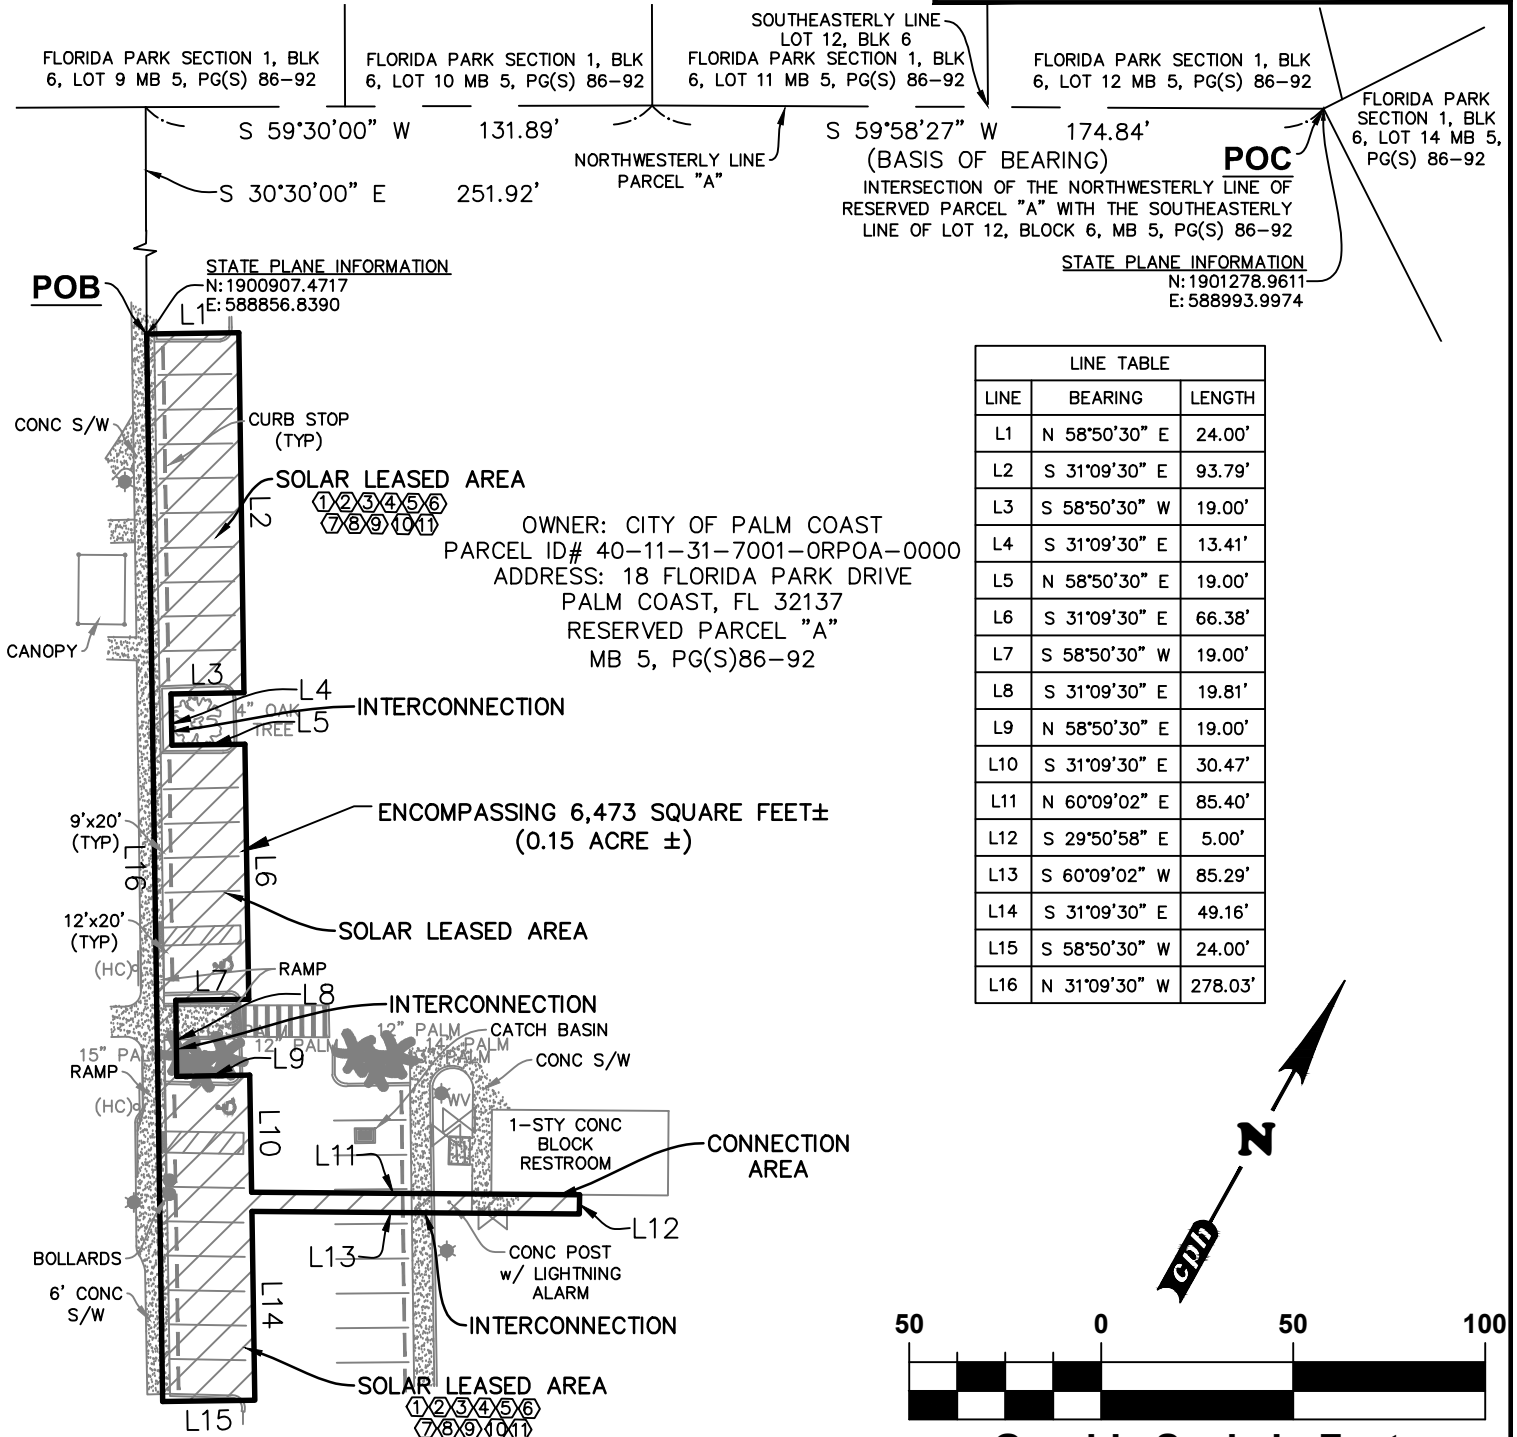 SOUTHEASTERLY LINE
LOT 12, BLK 6
FLORIDA PARK SECTION 1, BLK
6, LOT 9 MB 5, PG(S) 86-92
FLORIDA PARK SECTION 1, BLK
6, LOT 10 MB 5, PG(S) 86-92
FLORIDA PARK SECTION 1, BLK
6, LOT 11 MB 5, PG(S) 86-92
FLORIDA PARK SECTION 1, BLK
6, LOT 12 MB 5, PG(S) 86-92
FLORIDA PARK
SECTION 1, BLK
6, LOT 14 MB 5,
PG(S) 86-92
S 59°30'00" W 131.89'
S 59°58'27" W 174.84'
(BASIS OF BEARING)
NORTHWESTERLY LINE
PARCEL "A"
POC
INTERSECTION OF THE NORTHWESTERLY LINE OF
RESERVED PARCEL "A" WITH THE SOUTHEASTERLY
LINE OF LOT 12, BLOCK 6, MB 5, PG(S) 86-92
S 30°30'00" E 251.92'
STATE PLANE INFORMATION
N:1901278.9611
E:588993.9974
POB
STATE PLANE INFORMATION
N:1900907.4717
E:588856.8390
L1
CONC S/W
CURB STOP
(TYP)
SOLAR LEASED AREA
1 2 3 4 5 6
7 8 9 10 11
L2
OWNER: CITY OF PALM COAST
PARCEL ID# 40-11-31-7001-0RP0A-0000
ADDRESS: 18 FLORIDA PARK DRIVE
PALM COAST, FL 32137
RESERVED PARCEL "A"
MB 5, PG(S)86-92
CANOPY
L3
L4
INTERCONNECTION
4" OAK
TREE
L5
ENCOMPASSING 6,473 SQUARE FEET±
(0.15 ACRE ±)
9'x20'
(TYP)
L16
L6
12'x20'
(TYP)
SOLAR LEASED AREA
(HC)
RAMP
L7
L8
INTERCONNECTION
12" PALM
CATCH BASIN
12" PALM
14" PALM
PALM
15" PALM
L9
CONC S/W
RAMP
(HC)
WV
L10
1-STY CONC
BLOCK
RESTROOM
CONNECTION
AREA
L11
L12
L13
CONC POST
w/ LIGHTNING
ALARM
BOLLARDS
6' CONC
S/W
L14
INTERCONNECTION
SOLAR LEASED AREA
1 2 3 4 5 6
7 8 9 10 11
L15
LINE TABLE
LINE BEARING LENGTH
L1 N 58°50'30" E 24.00'
L2 S 31°09'30" E 93.79'
L3 S 58°50'30" W 19.00'
L4 S 31°09'30" E 13.41'
L5 N 58°50'30" E 19.00'
L6 S 31°09'30" E 66.38'
L7 S 58°50'30" W 19.00'
L8 S 31°09'30" E 19.81'
L9 N 58°50'30" E 19.00'
L10 S 31°09'30" E 30.47'
L11 N 60°09'02" E 85.40'
L12 S 29°50'58" E 5.00'
L13 S 60°09'02" W 85.29'
L14 S 31°09'30" E 49.16'
L15 S 58°50'30" W 24.00'
L16 N 31°09'30" W 278.03'
N
cph
50 0 50 100